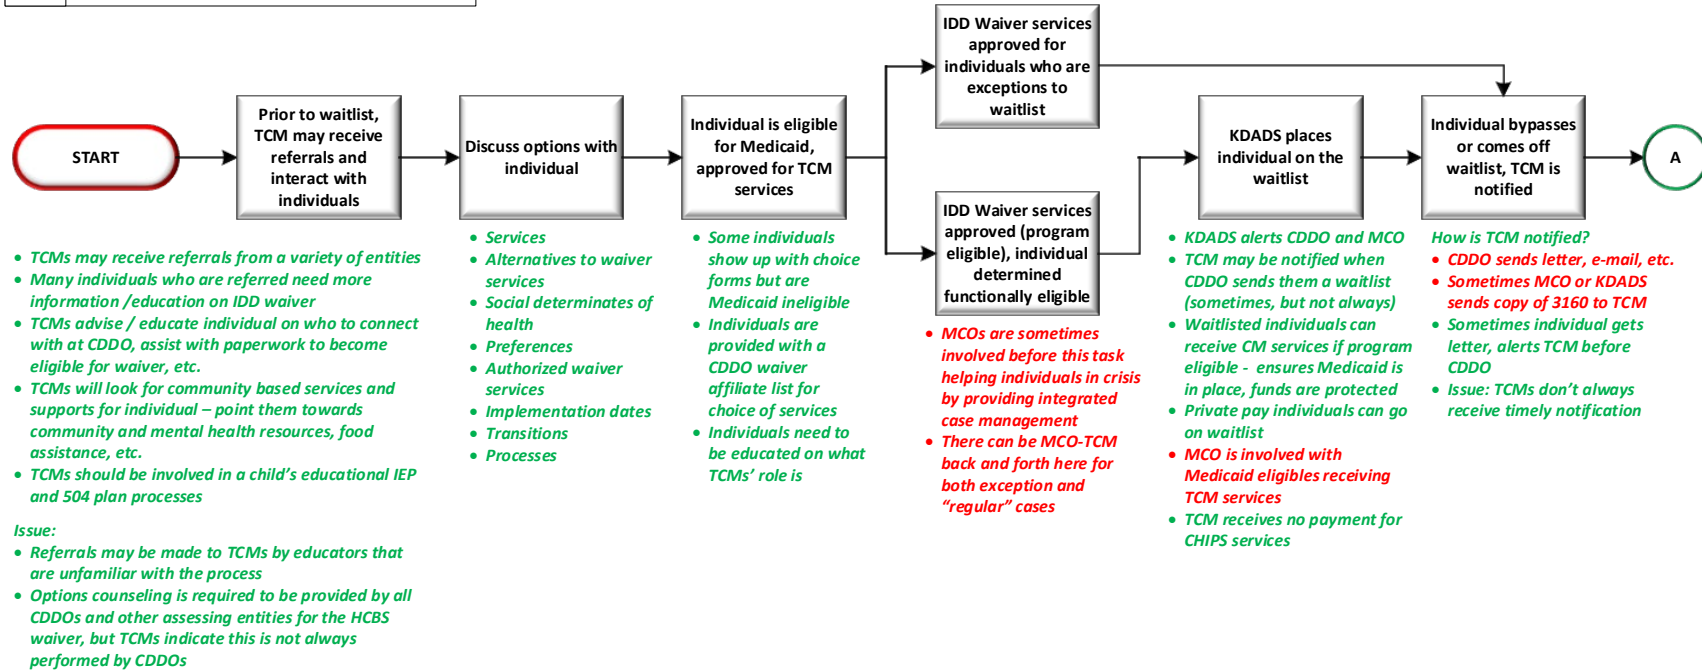 START
Prior to waitlist,
TCM may receive
referrals and
interact with
individuals
Discuss options with
individual
Individual is eligible
for Medicaid,
approved for TCM
services
IDD Waiver services
approved for
individuals who are
exceptions to
waitlist
IDD Waiver services
approved (program
eligible), individual
determined
functionally eligible
KDADS places
individual on the
waitlist
Individual bypasses
or comes off
waitlist, TCM is
notified
A
• TCMs may receive referrals from a variety of entities
• Many individuals who are referred need more
information /education on IDD waiver
• TCMs advise / educate individual on who to connect
with at CDDO, assist with paperwork to become
eligible for waiver, etc.
• TCMs will look for community based services and
supports for individual – point them towards
community and mental health resources, food
assistance, etc.
• TCMs should be involved in a child's educational IEP
and 504 plan processes
Issue:
• Referrals may be made to TCMs by educators that
are unfamiliar with the process
• Options counseling is required to be provided by all
CDDOs and other assessing entities for the HCBS
waiver, but TCMs indicate this is not always
performed by CDDOs
• Services
• Alternatives to waiver
services
• Social determinates of
health
• Preferences
• Authorized waiver
services
• Implementation dates
• Transitions
• Processes
• Some individuals
show up with choice
forms but are
Medicaid ineligible
• Individuals are
provided with a
CDDO waiver
affiliate list for
choice of services
• Individuals need to
be educated on what
TCMs' role is
• MCOs are sometimes
involved before this task
helping individuals in crisis
by providing integrated
case management
• There can be MCO-TCM
back and forth here for
both exception and
“regular” cases
• KDADS alerts CDDO and MCO
• TCM may be notified when
CDDO sends them a waitlist
(sometimes, but not always)
• Waitlisted individuals can
receive CM services if program
eligible - ensures Medicaid is
in place, funds are protected
• Private pay individuals can go
on waitlist
• MCO is involved with
Medicaid eligibles receiving
TCM services
• TCM receives no payment for
CHIPS services
How is TCM notified?
• CDDO sends letter, e-mail, etc.
• Sometimes MCO or KDADS
sends copy of 3160 to TCM
• Sometimes individual gets
letter, alerts TCM before
CDDO
• Issue: TCMs don't always
receive timely notification